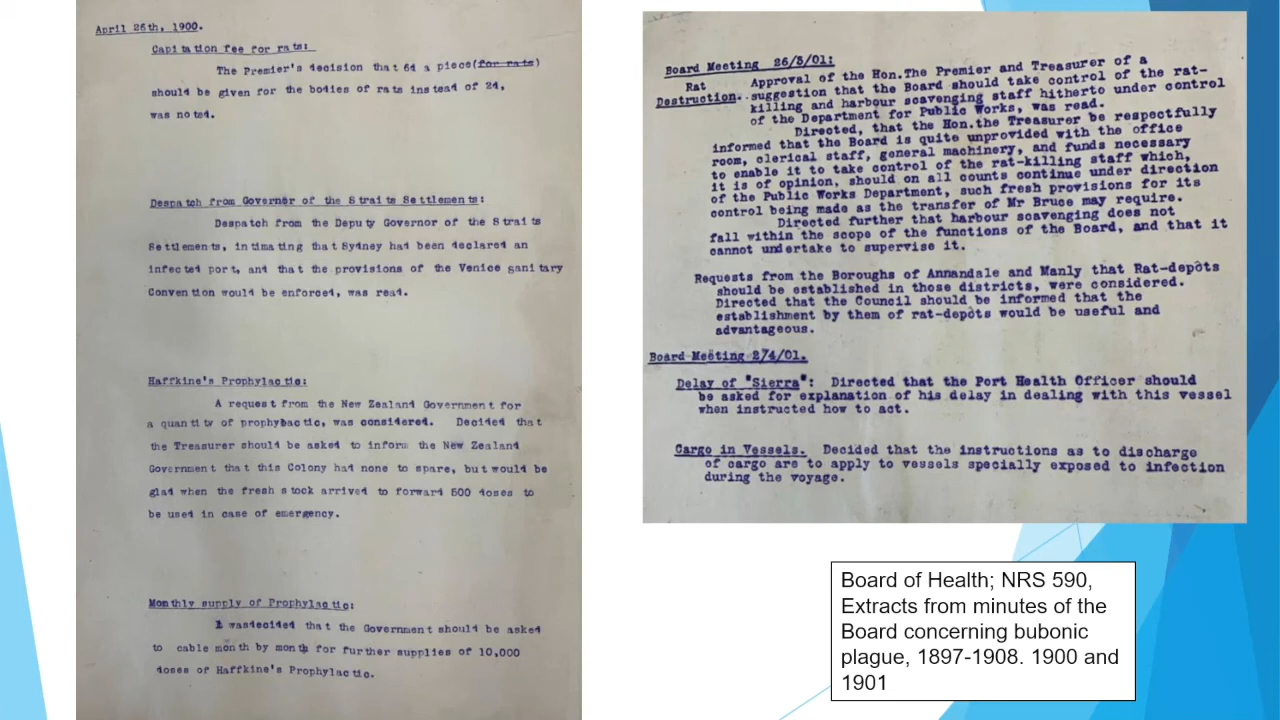 April 26th, 1900.
Capitation fee for rats:
The Premier's decision that 6d a piece(for rats)
should be given for the bodies of rats instead of 2d,
was noted.
Despatch from Governor of the Straits Settlements:
Despatch from the Deputy Governor of the Straits
Settlements, intimating that Sydney had been declared an
infected port, and that the provisions of the Venice sanitary
Convention would be enforced, was read.
Haffkine's Prophylactic:
A request from the New Zealand Government for
a quantity of prophybactic, was considered. Decided that
the Treasurer should be asked to inform the New Zealand
Government that this Colony had none to spare, but would be
glad when the fresh stock arrived to forward 500 doses to
be used in case of emergency.
Monthly supply of Prophylactic:
It wasdecided that the Government should be asked
to cable month by month for further supplies of 10,000
doses of Haffkine's Prophylactic.
Board Meeting 26/3/01:
Rat Approval of the Hon.The Premier and Treasurer of a
Destruction. suggestion that the Board should take control of the rat-
killing and harbour scavenging staff hitherto under control
of the Department for Public Works, was read.
Directed, that the Hon.the Treasurer be respectfully
informed that the Board is quite unprovided with the office
room, clerical staff, general machinery, and funds necessary
to enable it to take control of the rat-killing staff which,
it is of opinion, should on all counts continue under direction
of the Public Works Department, such fresh provisions for its
control being made as the transfer of Mr Bruce may require.
Directed further that harbour scavenging does not
fall within the scope of the functions of the Board, and that it
cannot undertake to supervise it.
Requests from the Boroughs of Annandale and Manly that Rat-depôts
should be established in those districts, were considered.
Directed that the Council should be informed that the
establishment by them of rat-depôts would be useful and
advantageous.
Board Meeting 2/4/01.
Delay of "Sierra": Directed that the Port Health Officer should
be asked for explanation of his delay in dealing with this vessel
when instructed how to act.
Cargo in Vessels. Decided that the instructions as to discharge
of cargo are to apply to vessels specially exposed to infection
during the voyage.
Board of Health; NRS 590,
Extracts from minutes of the
Board concerning bubonic
plague, 1897-1908. 1900 and
1901